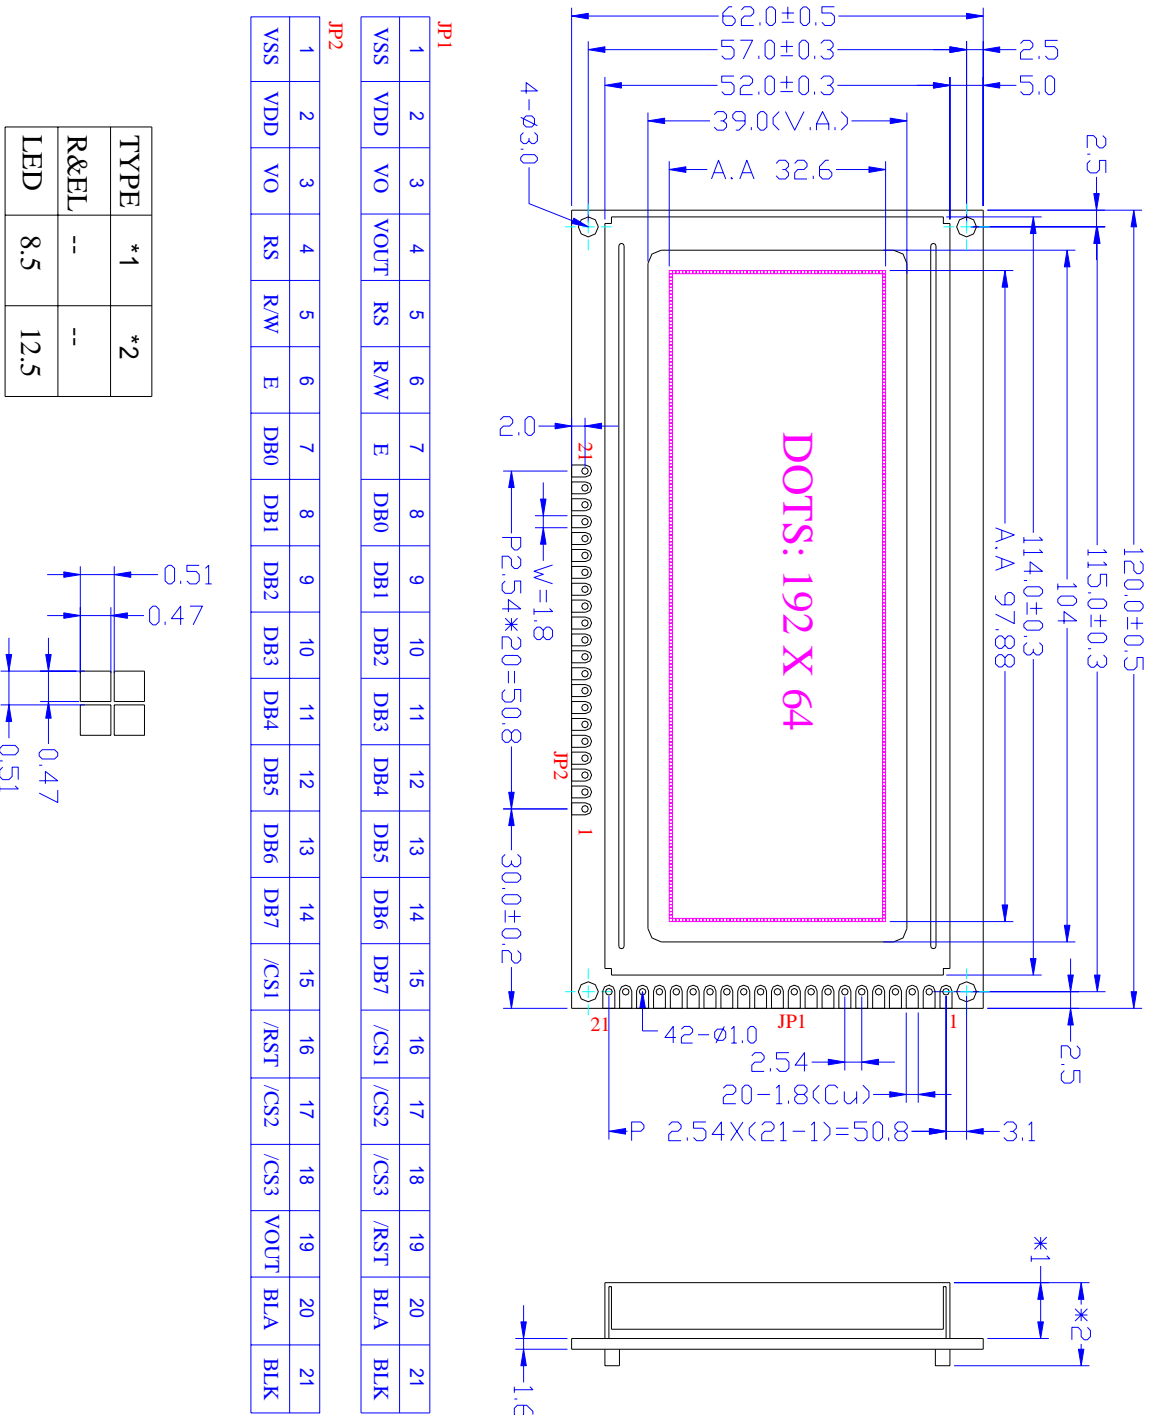 62.0±0.5
57.0±0.3
2.5
52.0±0.3
5.0
39.0(V.A.)
A.A 32.6
4-ø3.0
2.5
120.0±0.5
115.0±0.3
114.0±0.3
104
A.A 97.88
DOTS: 192 X 64
2.0
21
W=1.8
P2.54*20=50.8
JP2
1
30.0±0.2
21
JP1
1
42-ø1.0
2.54
20-1.8(Cu)
P 2.54X(21-1)=50.8
3.1
2.5
*1
*2
1.6
JP1
1 2 3 4 5 6 7 8 9 10 11 12 13 14 15 16 17 18 19 20 21
VSS VDD VO VOUT RS R/W E DB0 DB1 DB2 DB3 DB4 DB5 DB6 DB7 /CS1 /CS2 /CS3 /RST BLA BLK
JP2
1 2 3 4 5 6 7 8 9 10 11 12 13 14 15 16 17 18 19 20 21
VSS VDD VO RS R/W E DB0 DB1 DB2 DB3 DB4 DB5 DB6 DB7 /CS1 /RST /CS2 /CS3 VOUT BLA BLK
TYPE *1 *2
R&EL -- --
LED 8.5 12.5
0.51
0.47
0.47
0.51